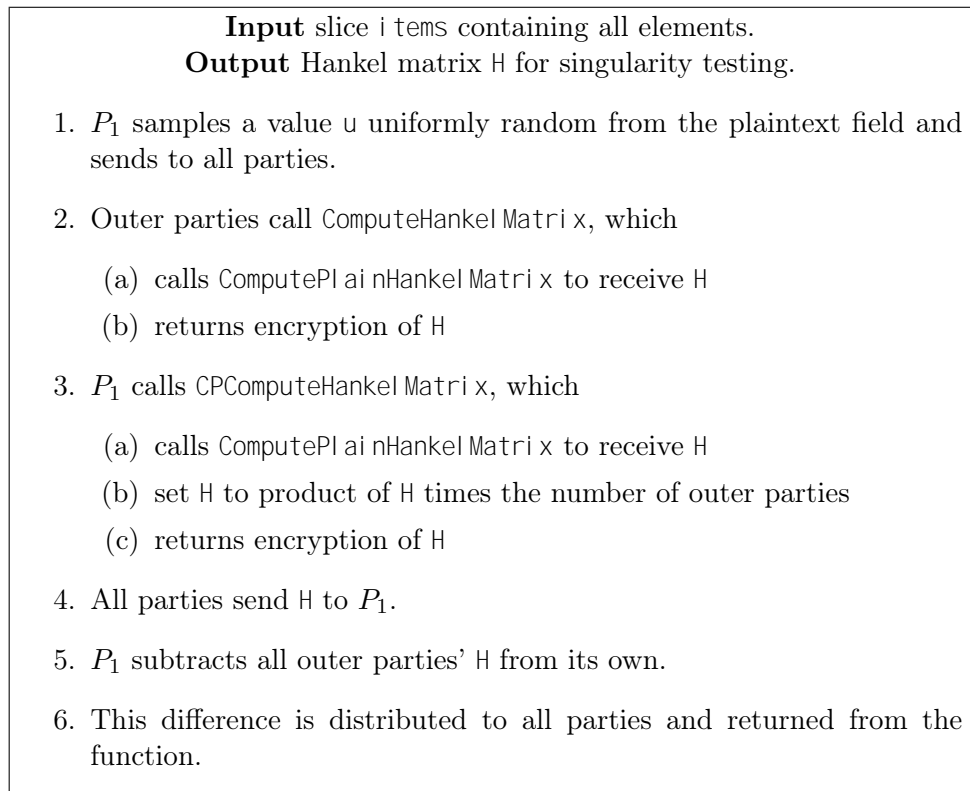 Input slice items containing all elements.
Output Hankel matrix H for singularity testing.
1. P₁ samples a value u uniformly random from the plaintext field and
sends to all parties.
2. Outer parties call ComputeHankelMatrix, which
(a) calls ComputePlainHankelMatrix to receive H
(b) returns encryption of H
3. P₁ calls CPComputeHankelMatrix, which
(a) calls ComputePlainHankelMatrix to receive H
(b) set H to product of H times the number of outer parties
(c) returns encryption of H
4. All parties send H to P₁.
5. P₁ subtracts all outer parties' H from its own.
6. This difference is distributed to all parties and returned from the
function.